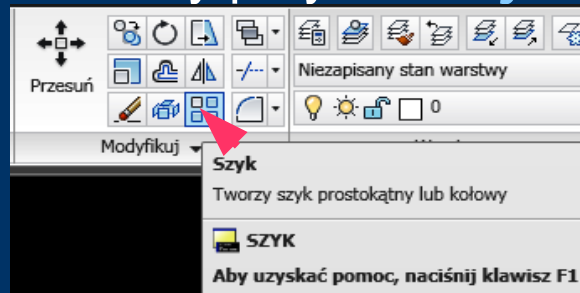 Przesuń
Niezapisany stan warstwy
0
Modyfikuj
Szyk
Tworzy szyk prostokątny lub kołowy
SZYK
Aby uzyskać pomoc, naciśnij klawisz F1